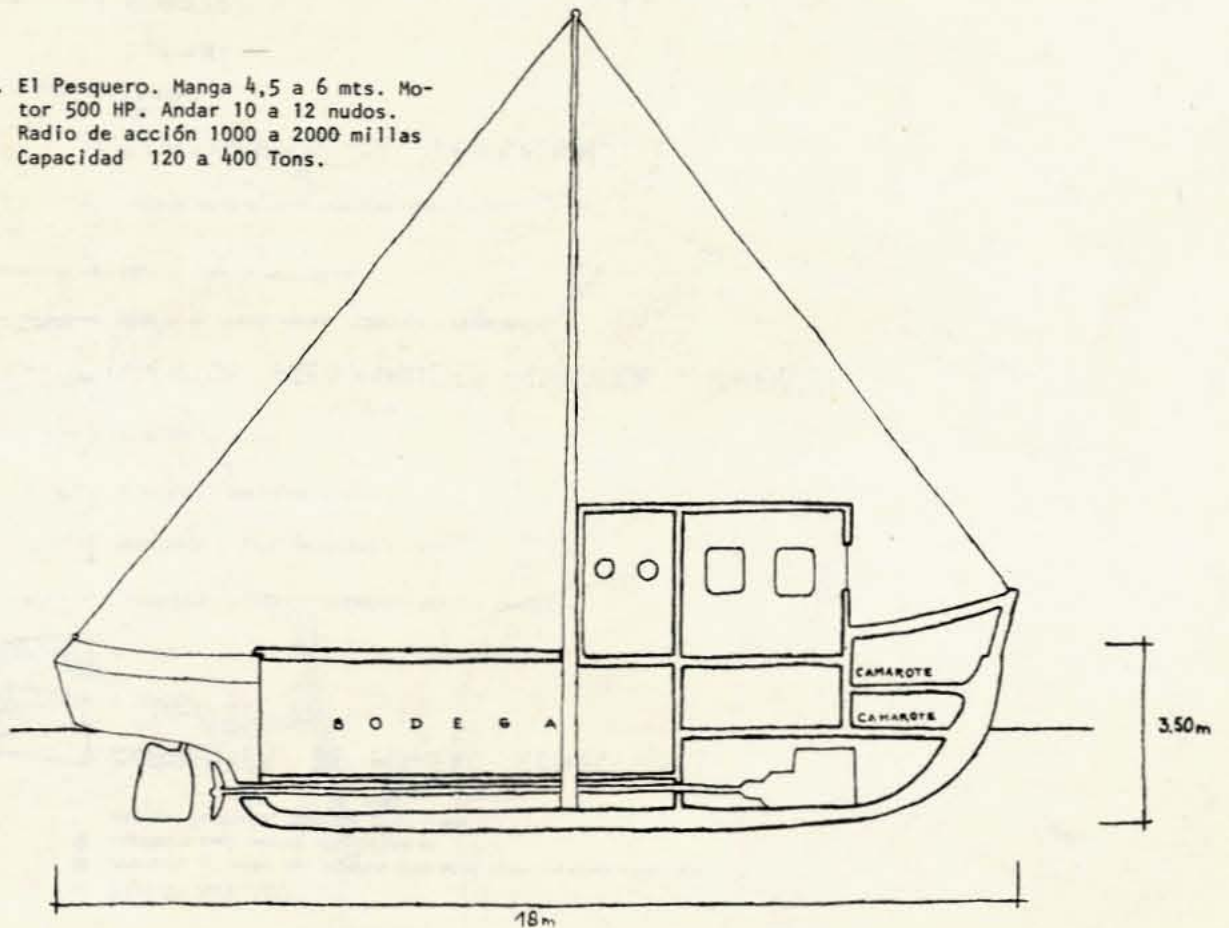 . El Pesquero. Manga 4,5 a 6 mts. Mo-
tor 500 HP. Andar 10 a 12 nudos.
Radio de acción 1000 a 2000 millas
Capacidad 120 a 400 Tons.
CAMAROTE
BODEGA
CAMAROTE
3.50m
18m